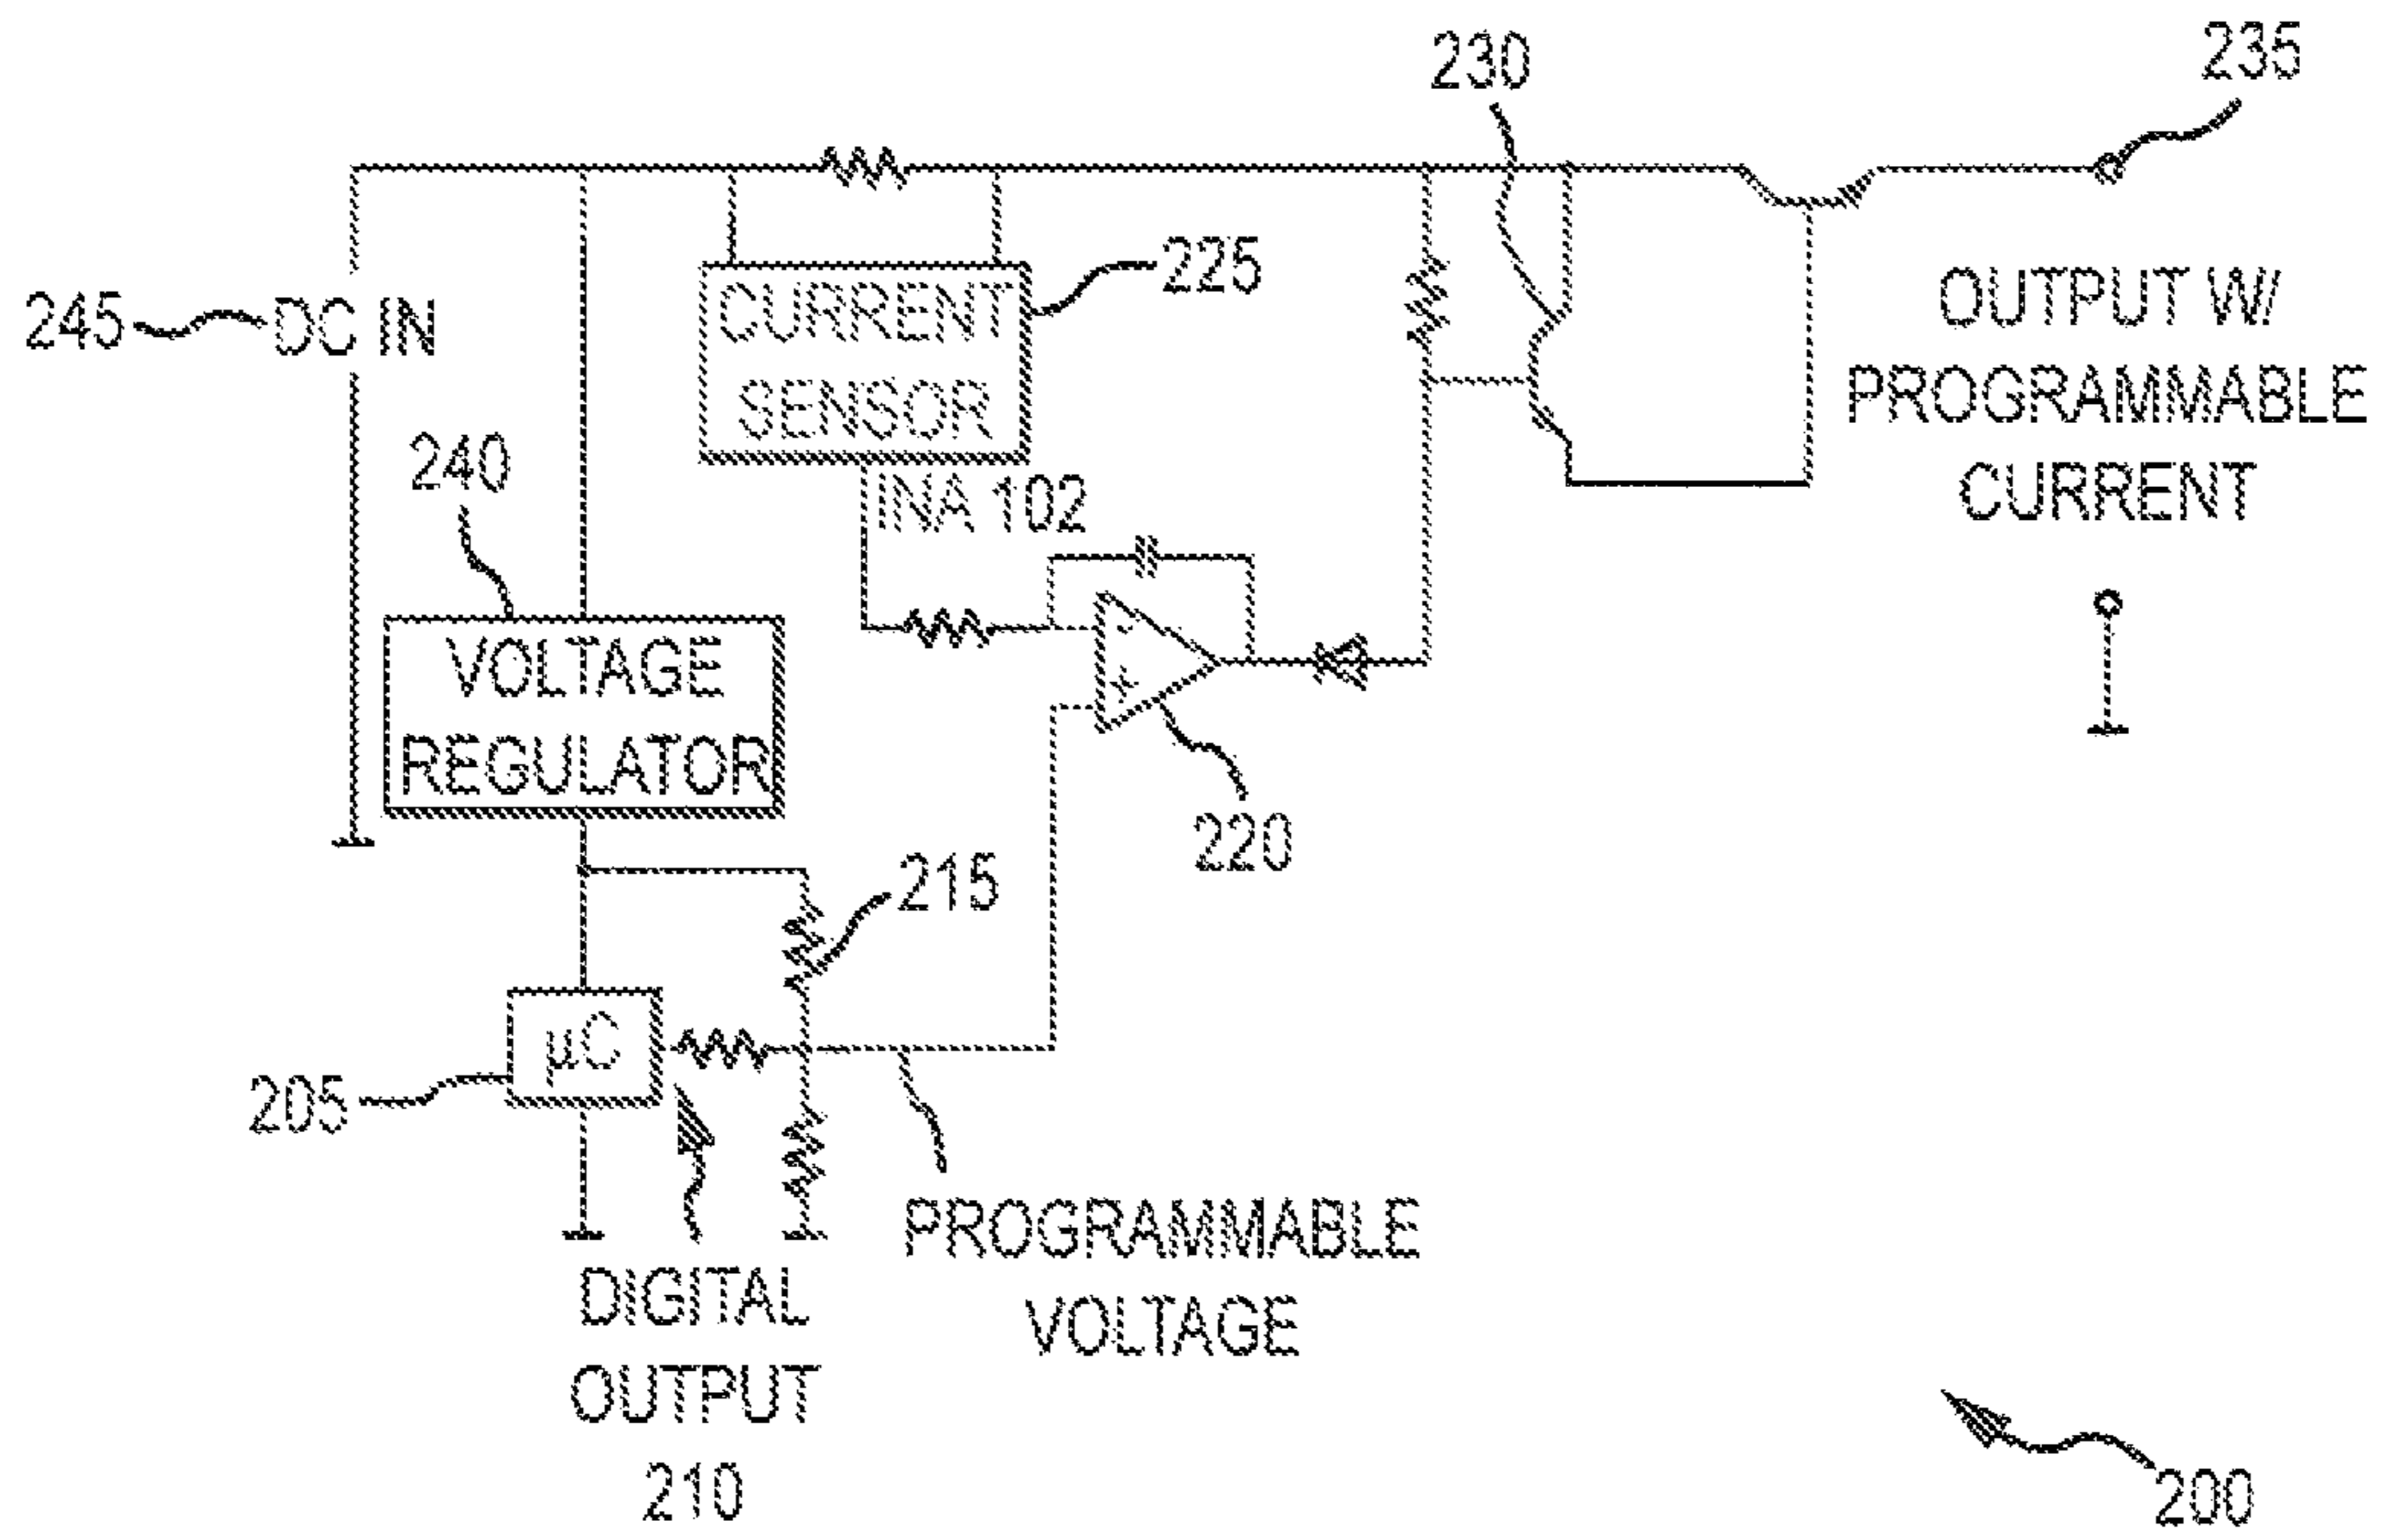 230
235
225
245
DC IN
CURRENT
SENSOR
INA 102
OUTPUT W/
PROGRAMMABLE
CURRENT
240
VOLTAGE
REGULATOR
-
+
220
215
µC
205
PROGRAMMABLE
VOLTAGE
DIGITAL
OUTPUT
210
200